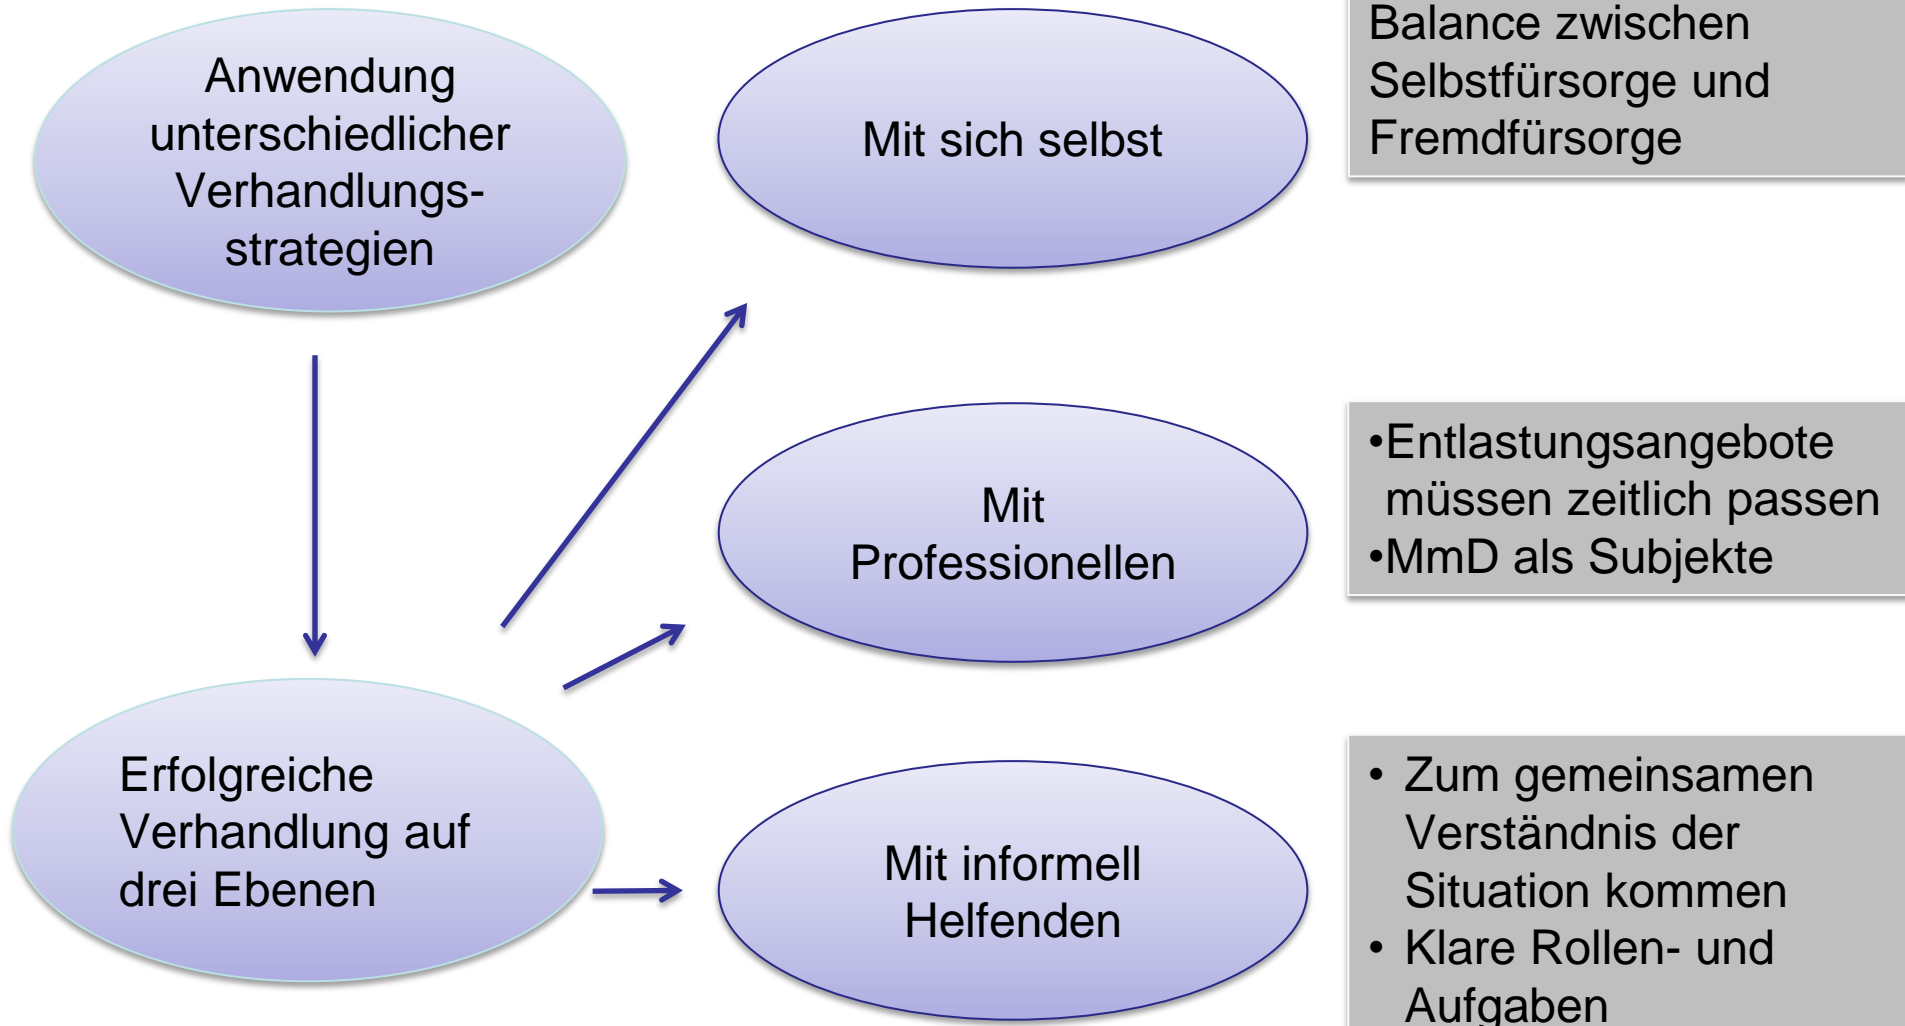 Anwendung
unterschiedlicher
Verhandlungs-
strategien
Mit sich selbst
Balance zwischen
Selbstfürsorge und
Fremdfürsorge
Mit
Professionellen
•Entlastungsangebote
müssen zeitlich passen
•MmD als Subjekte
Erfolgreiche
Verhandlung auf
drei Ebenen
Mit informell
Helfenden
• Zum gemeinsamen
Verständnis der
Situation kommen
• Klare Rollen- und
Aufgaben